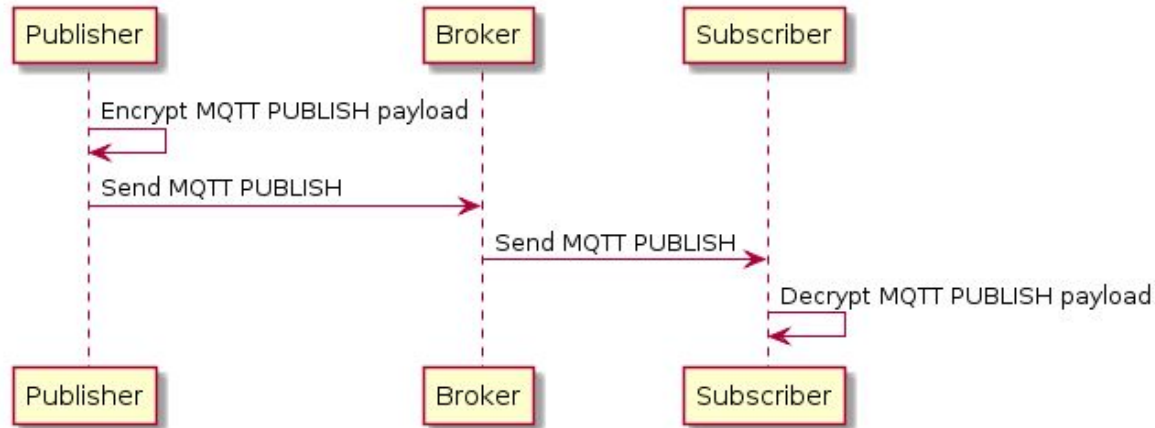 Publisher
Broker
Subscriber
Encrypt MQTT PUBLISH payload
Send MQTT PUBLISH
Send MQTT PUBLISH
Decrypt MQTT PUBLISH payload
Publisher
Broker
Subscriber